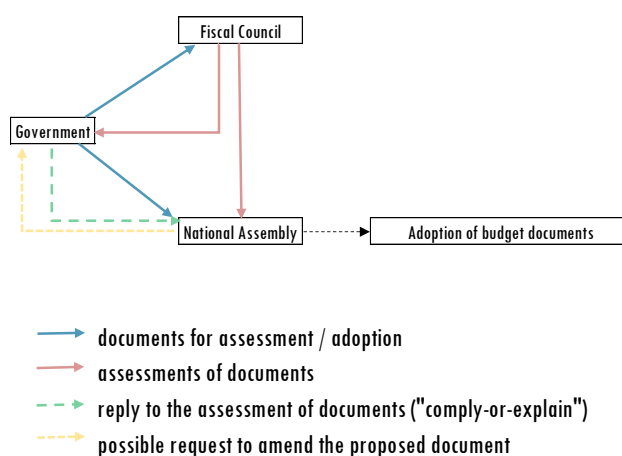 Fiscal Council
Government
National Assembly
Adoption of budget documents
documents for assessment / adoption
assessments of documents
reply to the assessment of documents ("comply-or-explain")
possible request to amend the proposed document